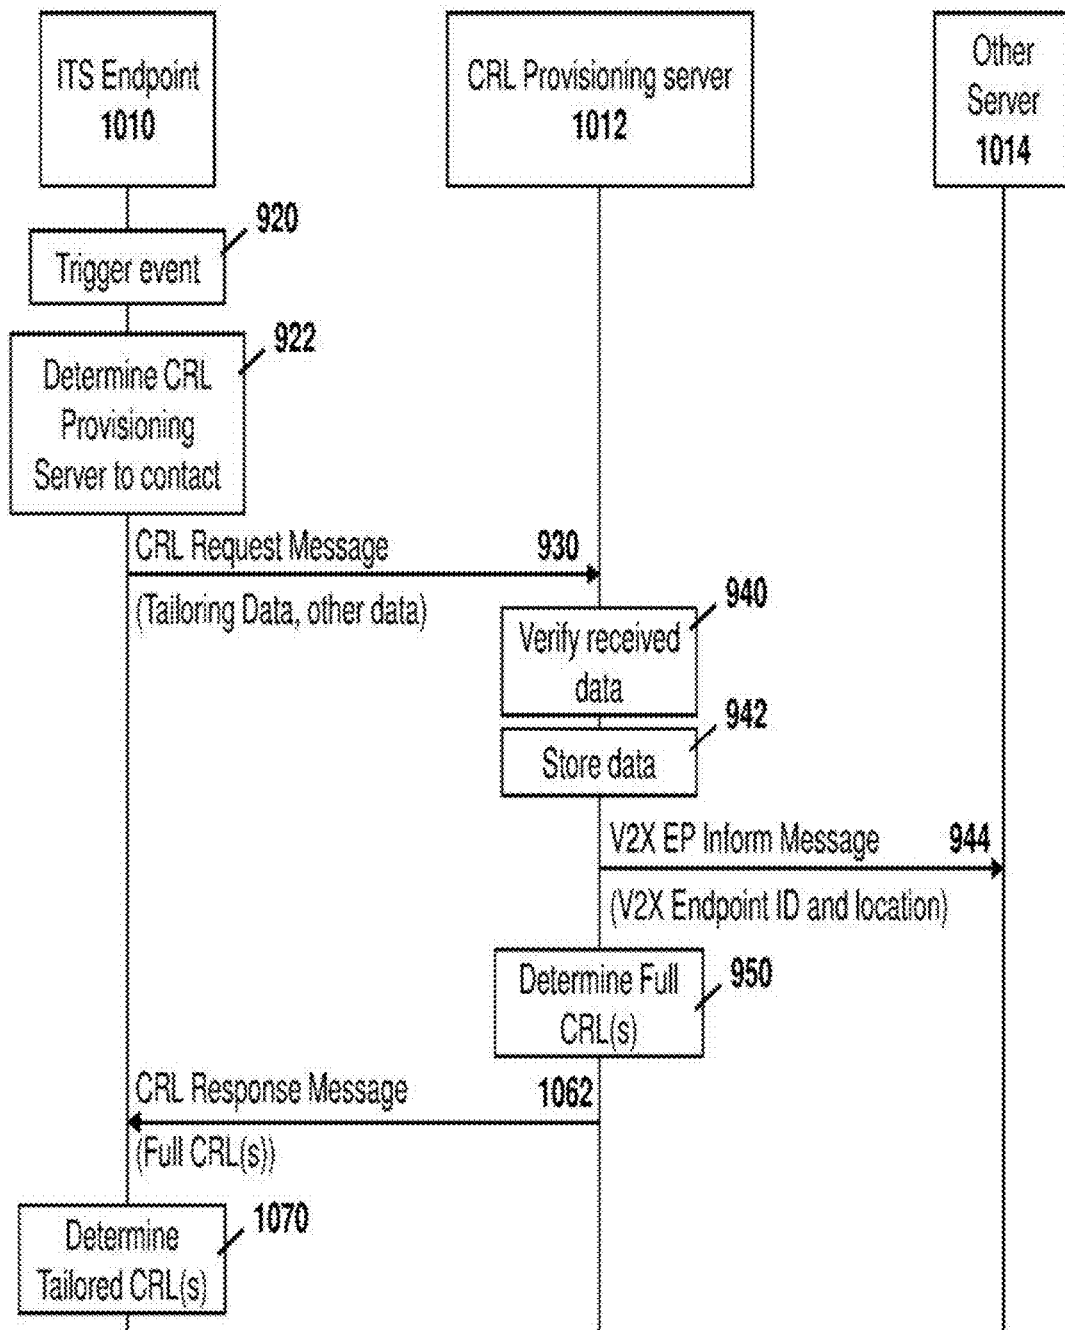 ITS Endpoint
1010
CRL Provisioning server
1012
Other
Server
1014
920
Trigger event
922
Determine CRL
Provisioning
Server to contact
CRL Request Message 930
(Tailoring Data, other data)
940
Verify received
data
942
Store data
V2X EP Inform Message 944
(V2X Endpoint ID and location)
950
Determine Full
CRL(s)
CRL Response Message 1062
(Full CRL(s))
1070
Determine
Tailored CRL(s)